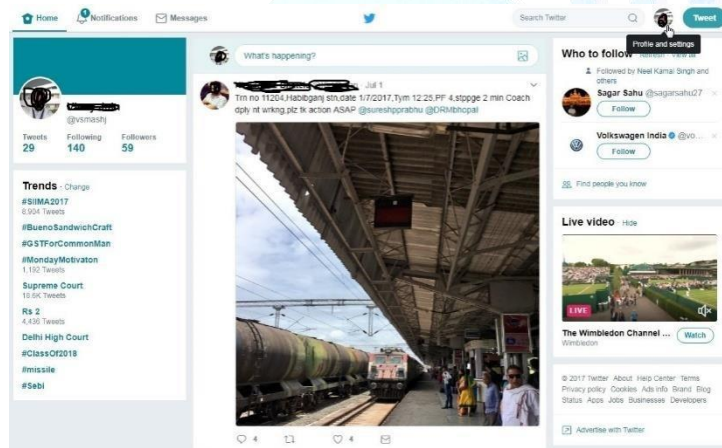 Home
1
Notifications
Messages
Search Twitter
Tweet
Profile and settings
@vsmashj
Tweets
Following
Followers
29
140
59
Trends · Change
#SIIMA2017
8,904 Tweets
#BuenoSandwichCraft
#GSTForCommonMan
#MondayMotivaton
1,192 Tweets
Supreme Court
18.6K Tweets
Rs 2
4,436 Tweets
Delhi High Court
#ClassOf2018
#missile
#Sebi
What's happening?
Jul 1
Trn no 11204,Habibganj stn,date 1/7/2017,Tym 12:25,PF 4,stppge 2 min Coach
dply nt wrkng,plz tk action ASAP @sureshpprabhu @DRMbhopal
4
4
Who to follow · Refresh · View all
Followed by Neel Kamal Singh and
others
Sagar Sahu @sagarsahu27
Follow
Volkswagen India @vo...
Follow
Find people you know
Live video · Hide
LIVE
The Wimbledon Channel ...
Wimbledon
Watch
© 2017 Twitter About Help Center Terms
Privacy policy Cookies Ads info Brand Blog
Status Apps Jobs Businesses Developers
Advertise with Twitter